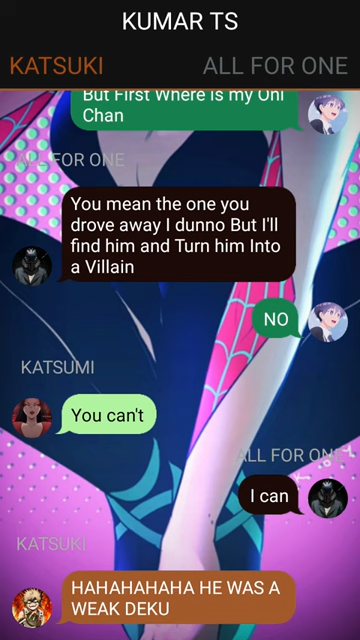 KUMAR TS
KATSUKI
ALL FOR ONE
But First Where is my Oni
Chan
ALL FOR ONE
You mean the one you
drove away I dunno But I'll
find him and Turn him Into
a Villain
NO
KATSUMI
You can't
ALL FOR ONE
I can
KATSUKI
HAHAHAHAHA HE WAS A
WEAK DEKU